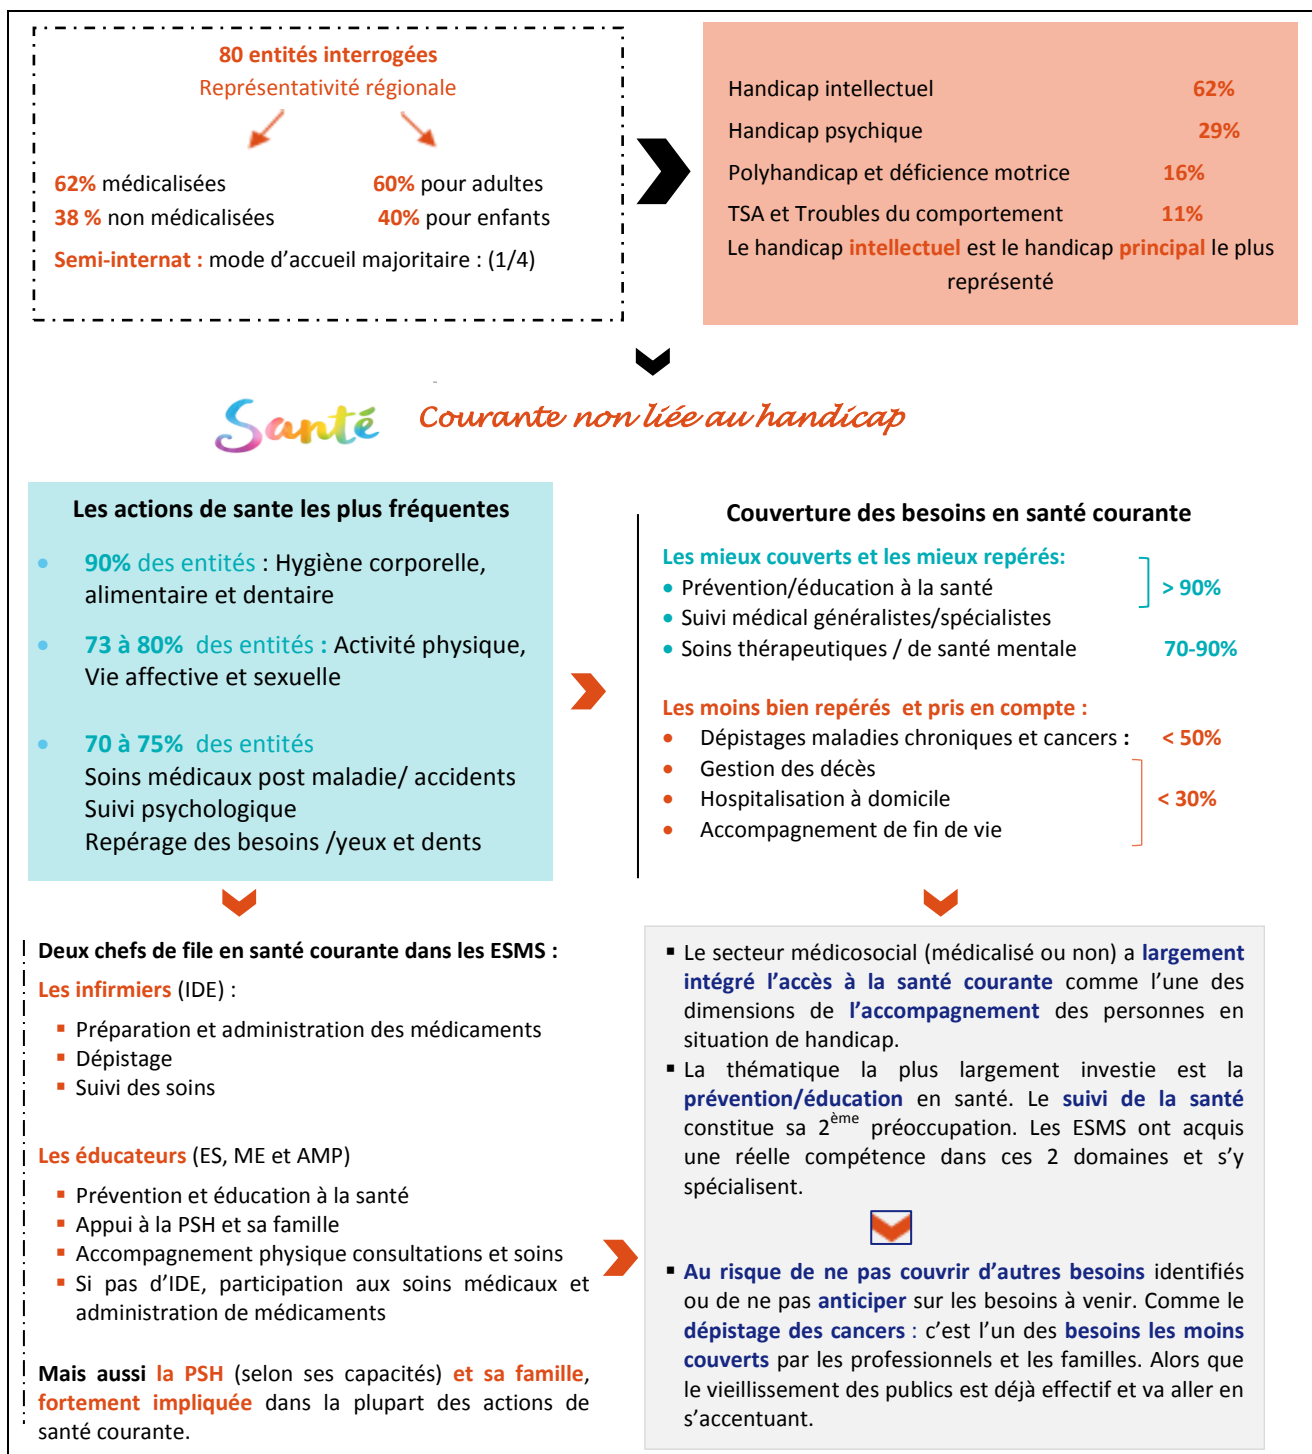 80 entités interrogées
Représentativité régionale
62% médicalisées
38 % non médicalisées
60% pour adultes
40% pour enfants
Semi-internat : mode d'accueil majoritaire : (1/4)
Handicap intellectuel 62%
Handicap psychique 29%
Polyhandicap et déficience motrice 16%
TSA et Troubles du comportement 11%
Le handicap intellectuel est le handicap principal le plus
représenté
Santé Courante non liée au handicap
Les actions de sante les plus fréquentes
• 90% des entités : Hygiène corporelle,
alimentaire et dentaire
• 73 à 80% des entités : Activité physique,
Vie affective et sexuelle
• 70 à 75% des entités
Soins médicaux post maladie/ accidents
Suivi psychologique
Repérage des besoins /yeux et dents
Couverture des besoins en santé courante
Les mieux couverts et les mieux repérés:
• Prévention/éducation à la santé
> 90%
• Suivi médical généralistes/spécialistes
• Soins thérapeutiques / de santé mentale 70-90%
Les moins bien repérés et pris en compte :
• Dépistages maladies chroniques et cancers : < 50%
• Gestion des décès
• Hospitalisation à domicile < 30%
• Accompagnement de fin de vie
Deux chefs de file en santé courante dans les ESMS :
Les infirmiers (IDE) :
▪ Préparation et administration des médicaments
▪ Dépistage
▪ Suivi des soins
Les éducateurs (ES, ME et AMP)
▪ Prévention et éducation à la santé
▪ Appui à la PSH et sa famille
▪ Accompagnement physique consultations et soins
▪ Si pas d'IDE, participation aux soins médicaux et
administration de médicaments
Mais aussi la PSH (selon ses capacités) et sa famille,
fortement impliquée dans la plupart des actions de
santé courante.
▪ Le secteur médicosocial (médicalisé ou non) a largement
intégré l'accès à la santé courante comme l'une des
dimensions de l'accompagnement des personnes en
situation de handicap.
▪ La thématique la plus largement investie est la
prévention/éducation en santé. Le suivi de la santé
constitue sa 2ème préoccupation. Les ESMS ont acquis
une réelle compétence dans ces 2 domaines et s'y
spécialisent.
▪ Au risque de ne pas couvrir d'autres besoins identifiés
ou de ne pas anticiper sur les besoins à venir. Comme le
dépistage des cancers : c'est l'un des besoins les moins
couverts par les professionnels et les familles. Alors que
le vieillissement des publics est déjà effectif et va aller en
s'accentuant.